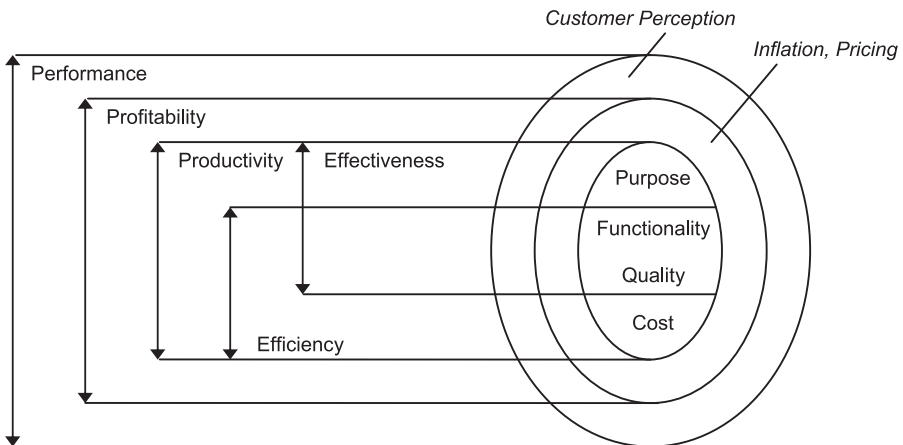 Customer Perception
Inflation, Pricing
Performance
Profitability
Productivity
Effectiveness
Purpose
Functionality
Quality
Cost
Efficiency